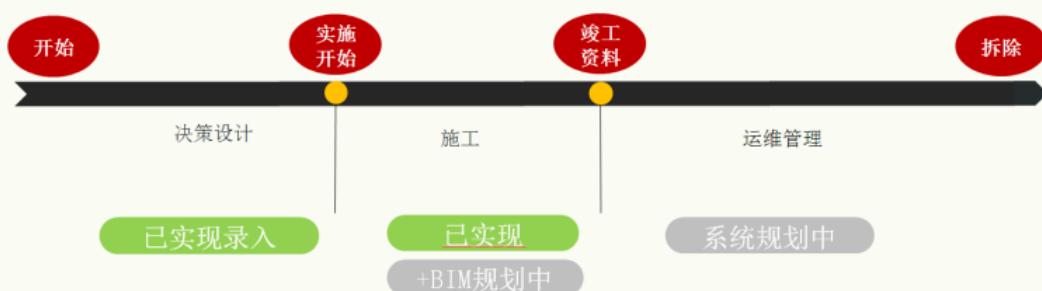 开始
实施
开始
竣工
资料
拆除
决策设计
施工
运维管理
已实现录入
已实现
系统规划中
+BIM规划中